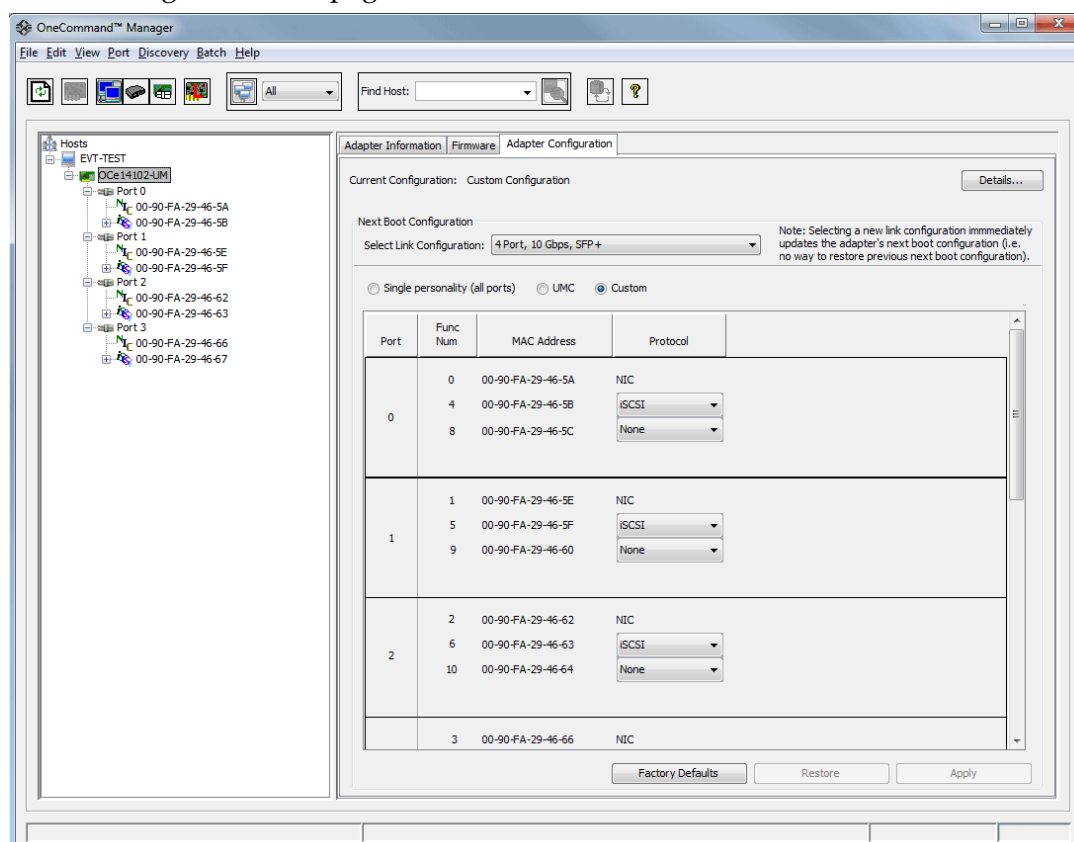 OneCommand™ Manager
File Edit View Port Discovery Batch Help
All
Find Host:
Hosts
EVT-TEST
OCe14102-UM
Port 0
00-90-FA-29-46-5A
00-90-FA-29-46-5B
Port 1
00-90-FA-29-46-5E
00-90-FA-29-46-5F
Port 2
00-90-FA-29-46-62
00-90-FA-29-46-63
Port 3
00-90-FA-29-46-66
00-90-FA-29-46-67
Adapter Information Firmware Adapter Configuration
Current Configuration: Custom Configuration Details...
Next Boot Configuration
Select Link Configuration: 4 Port, 10 Gbps, SFP+
Note: Selecting a new link configuration immmediately
updates the adapter's next boot configuration (i.e.
no way to restore previous next boot configuration).
Single personality (all ports) UMC Custom
Port Func Num MAC Address Protocol
0
0 00-90-FA-29-46-5A NIC
4 00-90-FA-29-46-5B iSCSI
8 00-90-FA-29-46-5C None
1
1 00-90-FA-29-46-5E NIC
5 00-90-FA-29-46-5F iSCSI
9 00-90-FA-29-46-60 None
2
2 00-90-FA-29-46-62 NIC
6 00-90-FA-29-46-63 iSCSI
10 00-90-FA-29-46-64 None
3 00-90-FA-29-46-66 NIC
Factory Defaults Restore Apply